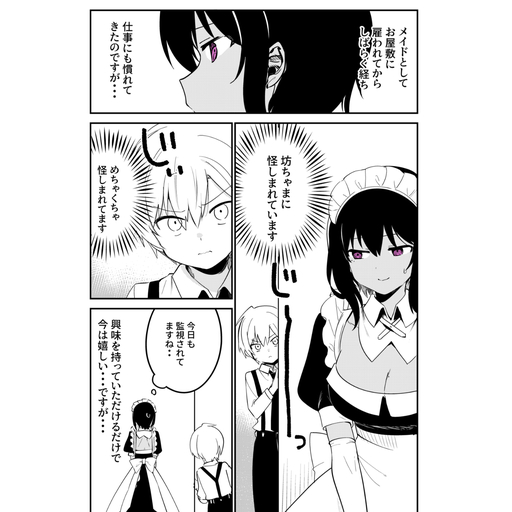 メイドとして
お屋敷に
雇われてから
しばらく経ち
仕事にも慣れて
きたのですが・・・
坊ちゃまに
怪しまれています
じーっ
めちゃくちゃ
怪しまれてます
じーっ
今日も
監視されて
ますね・・
興味を持っていただけるだけで
今は嬉しい・・・ですが・・・